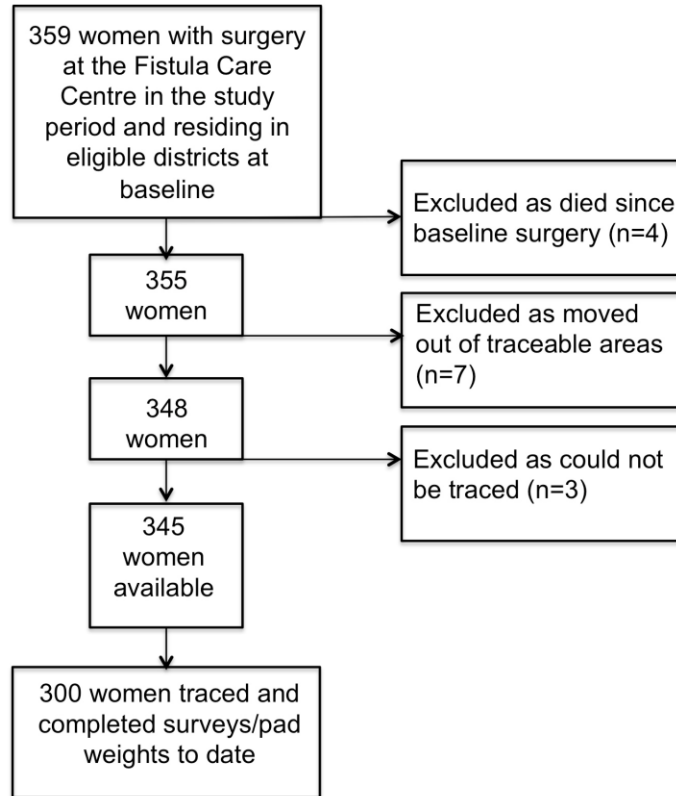 359 women with surgery
at the Fistula Care
Centre in the study
period and residing in
eligible districts at
baseline
Excluded as died since
baseline surgery (n=4)
355
women
Excluded as moved
out of traceable areas
(n=7)
348
women
Excluded as could not
be traced (n=3)
345
women
available
300 women traced and
completed surveys/pad
weights to date